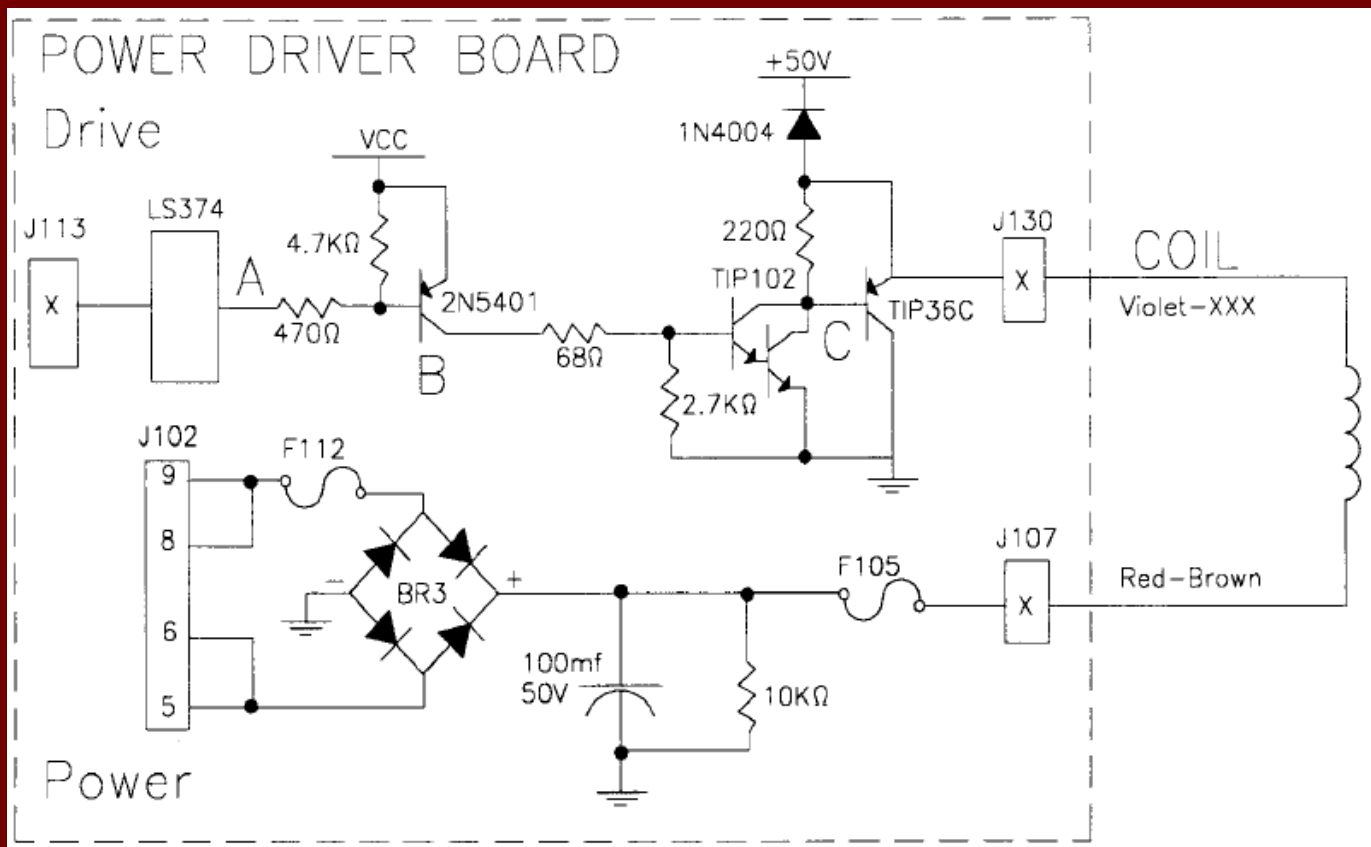 POWER DRIVER BOARD
Drive
+50V
1N4004
VCC
J113
LS374
J130
COIL
4.7KΩ
220Ω
X
A
TIP102
X
2N5401
TIP36C
Violet-XXX
470Ω
C
68Ω
B
2.7KΩ
J102
F112
9
8
J107
F105
BR3
-
+
Red-Brown
X
6
100mf
50V
10KΩ
5
Power